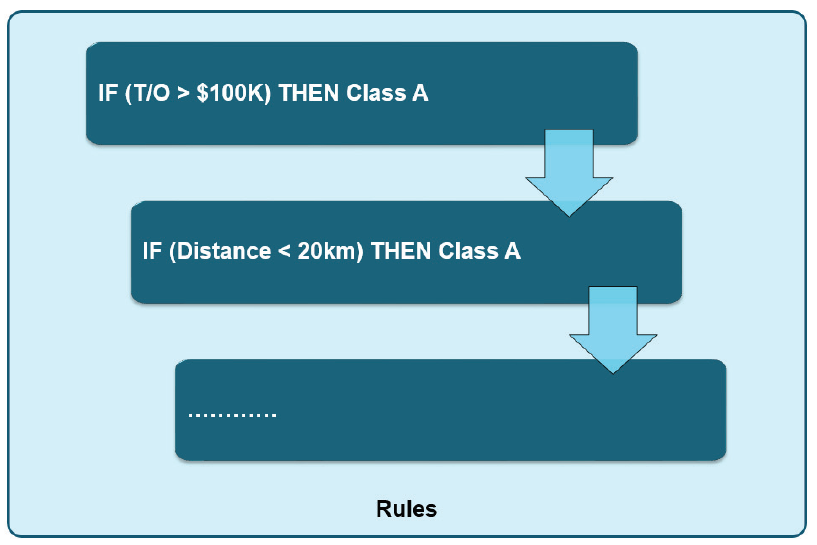 IF (T/O > $100K) THEN Class A
IF (Distance < 20km) THEN Class A
............
Rules